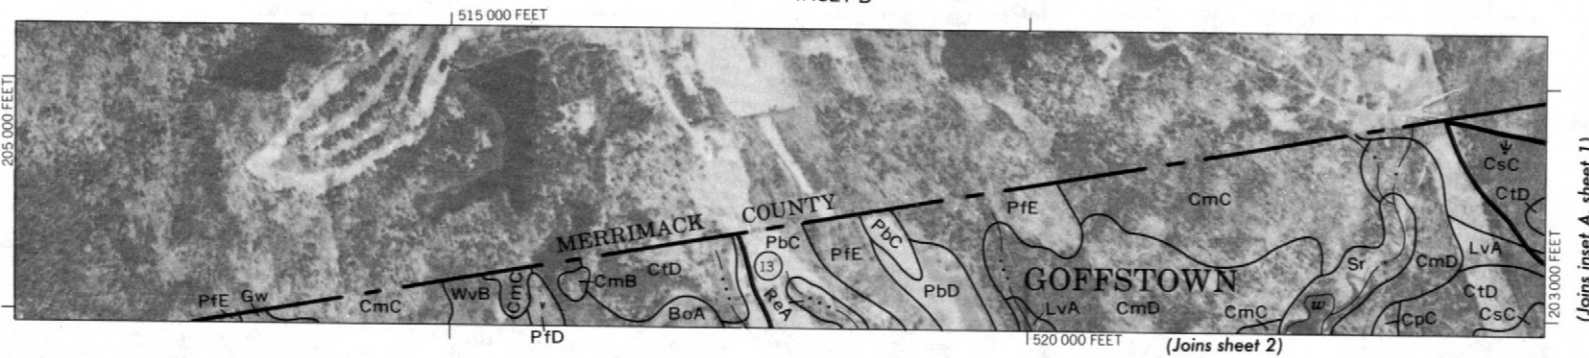 515 000 FEET
205 000 FEET
MERRIMACK COUNTY
PfE
Gw
CmC
WvB
CmC
PfD
CmB
CtD
BoA
PbC
13
ReA
PfE
PbC
PbD
PfE
CmC
GOFFSTOWN
LvA
CmD
CmC
Sr
w
CmD
CpC
CsC
CtD
LvA
CtD
CsC
203 000 FEET
520 000 FEET
(Joins sheet 2)
(Joins inset A, sheet 1)